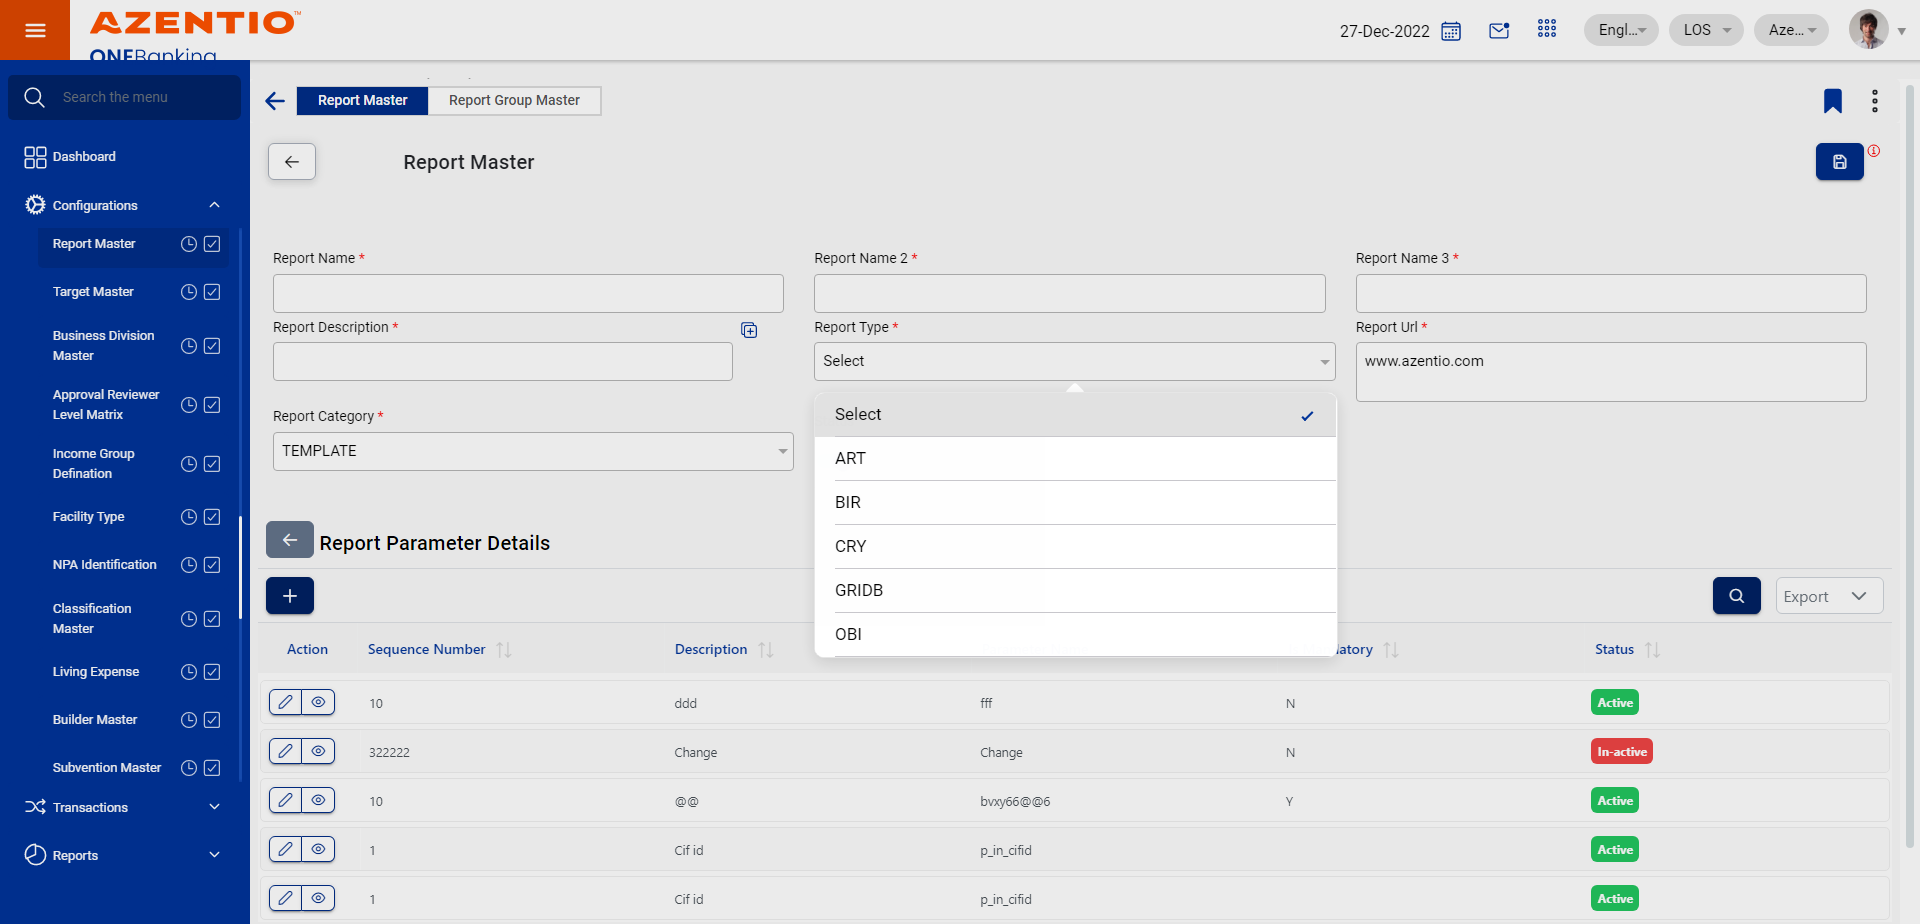 AZENTIO™
ONEBanking
27-Dec-2022
Engl...
LOS
Aze...
Search the menu
Dashboard
Configurations
Report Master
Target Master
Business Division
Master
Approval Reviewer
Level Matrix
Income Group
Defination
Facility Type
NPA Identification
Classification
Master
Living Expense
Builder Master
Subvention Master
Transactions
Reports
Report Master
Report Group Master
Report Master
Report Name *
Report Name 2 *
Report Name 3 *
Report Description *
Report Type *
Report Url *
Select
www.azentio.com
Report Category *
TEMPLATE
Select
ART
BIR
CRY
GRIDB
OBI
Report Parameter Details
Export
Action Sequence Number Description latory Status
10 ddd fff N Active
322222 Change Change N In-active
10 @@ bvxy66@@6 Y Active
1 Cif id p_in_cifid Active
1 Cif id p_in_cifid Active